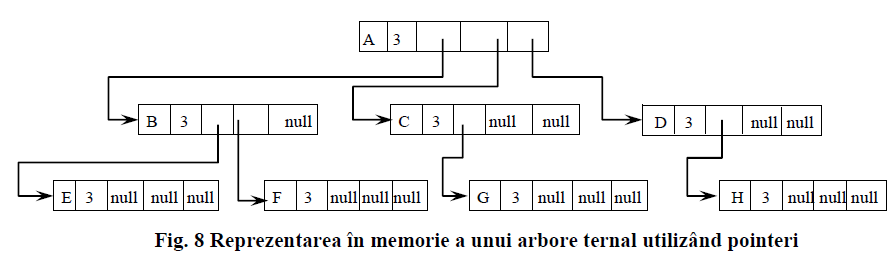 A 3
B 3 null
C 3 null null
D 3 null null
E 3 null null null
F 3 null null null
G 3 null null null
H 3 null null null
Fig. 8 Reprezentarea în memorie a unui arbore ternal utilizând pointeri